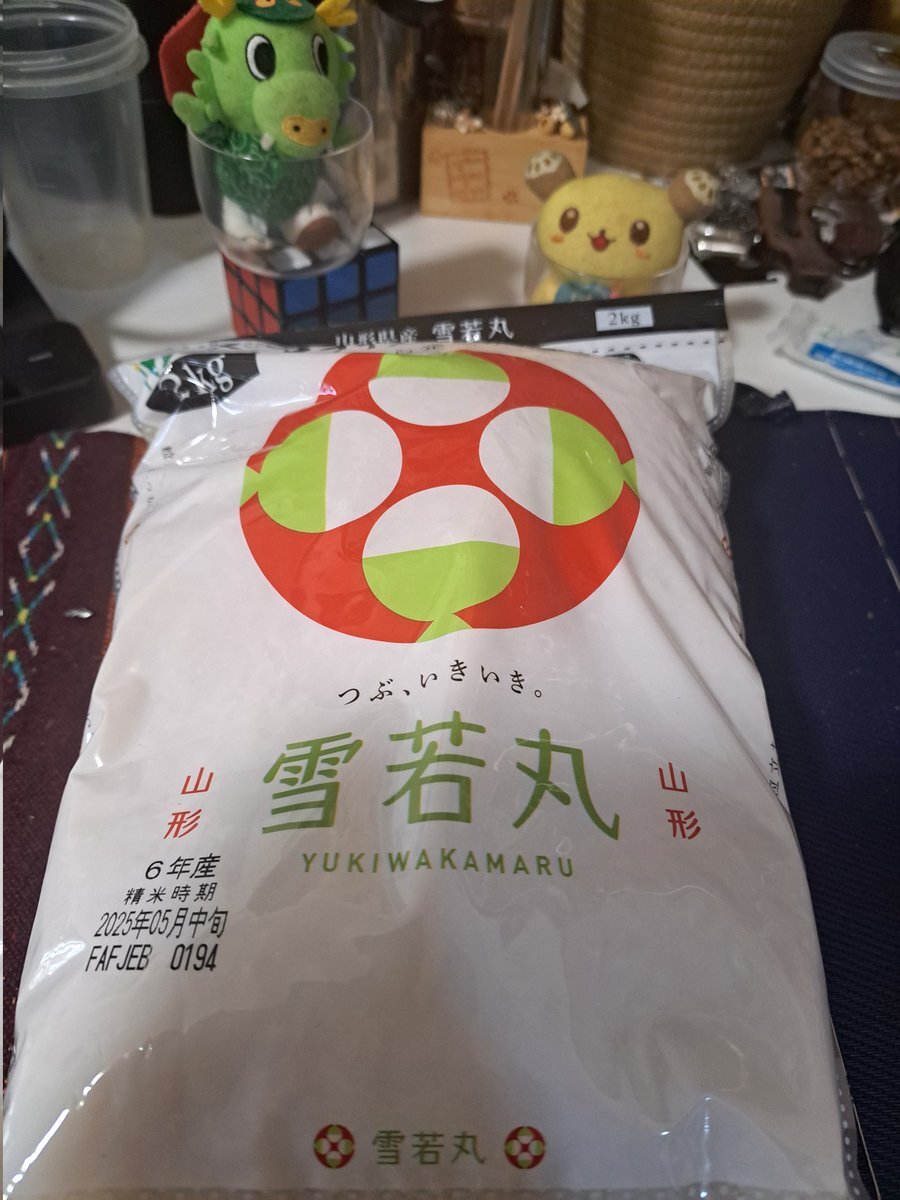 山形県産 雪若丸 2kg
2kg
つぶ、いきいき。
雪若丸
山形
山形
YUKIWAKAMARU
6年産
精米時期
2025年05月中旬
FAFJEB 0194
雪若丸